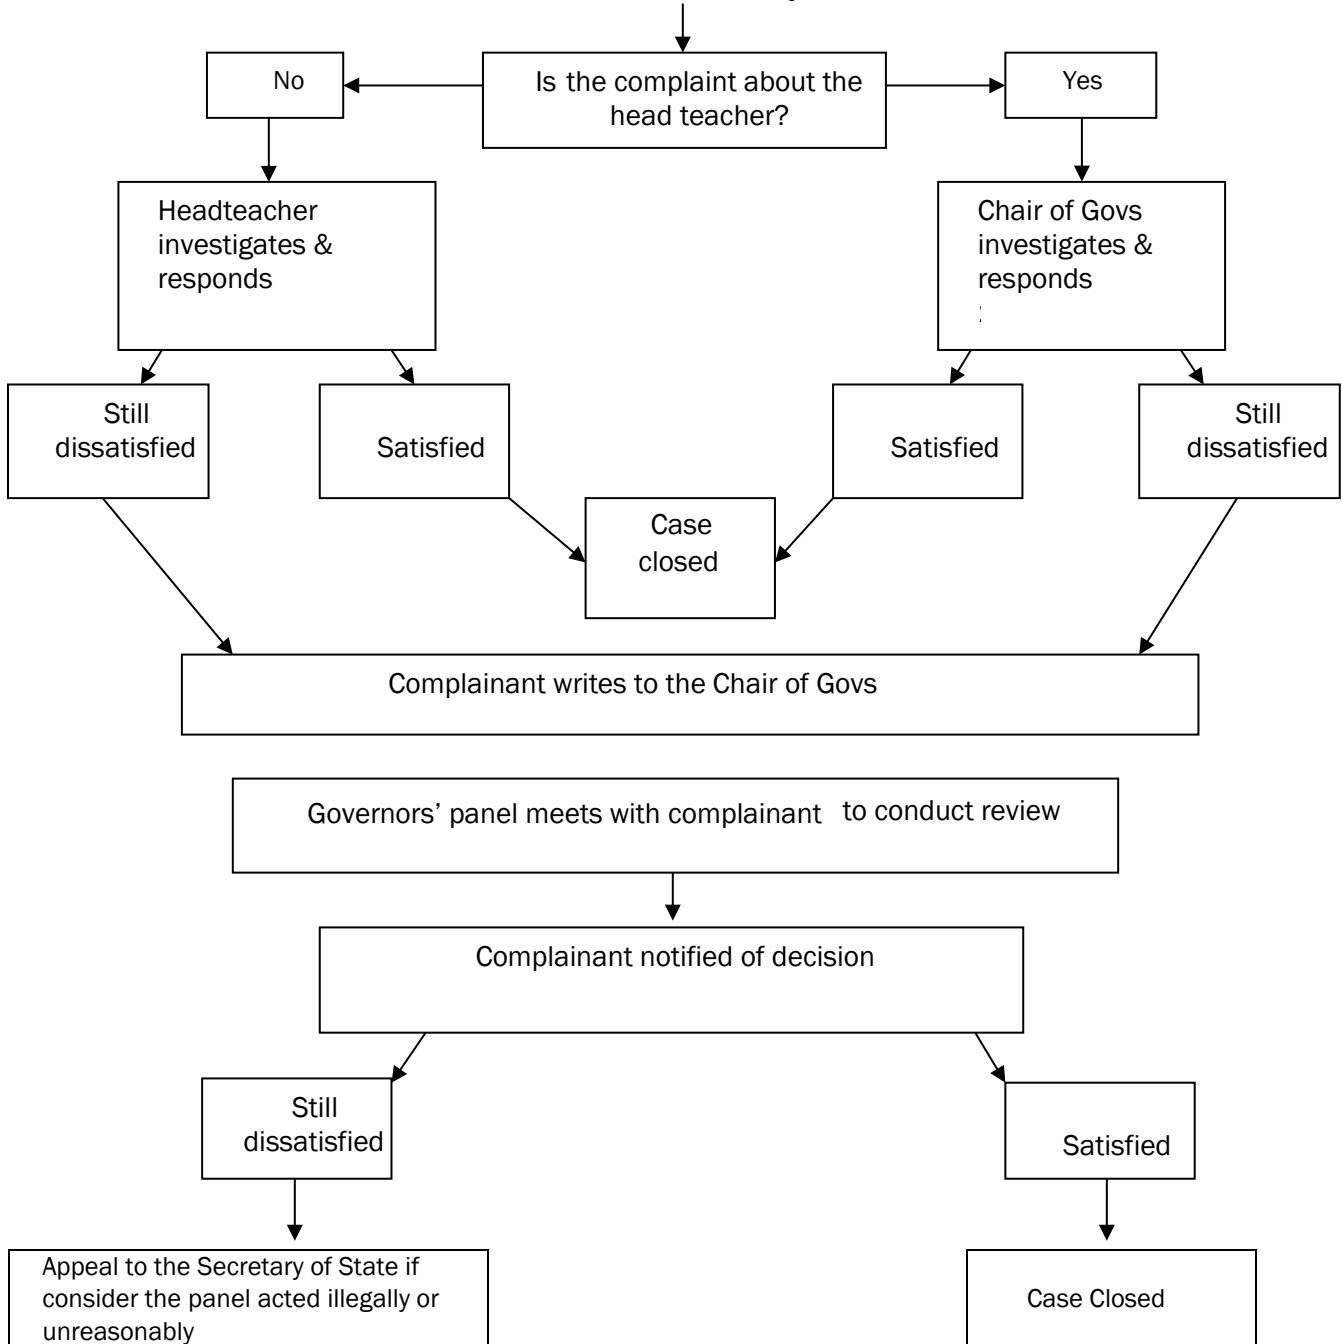 Is the complaint about the
head teacher?
No
Yes
Headteacher
investigates &
responds
Chair of Govs
investigates &
responds
Still
dissatisfied
Satisfied
Satisfied
Still
dissatisfied
Case
closed
Complainant writes to the Chair of Govs
Governors’ panel meets with complainant to conduct review
Complainant notified of decision
Still
dissatisfied
Satisfied
Appeal to the Secretary of State if
consider the panel acted illegally or
unreasonably
Case Closed